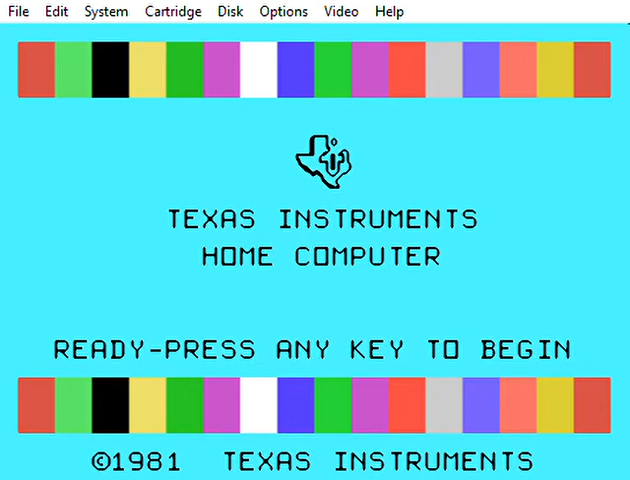 File Edit System Cartridge Disk Options Video Help
TEXAS INSTRUMENTS
HOME COMPUTER
READY-PRESS ANY KEY TO BEGIN
©1981 TEXAS INSTRUMENTS